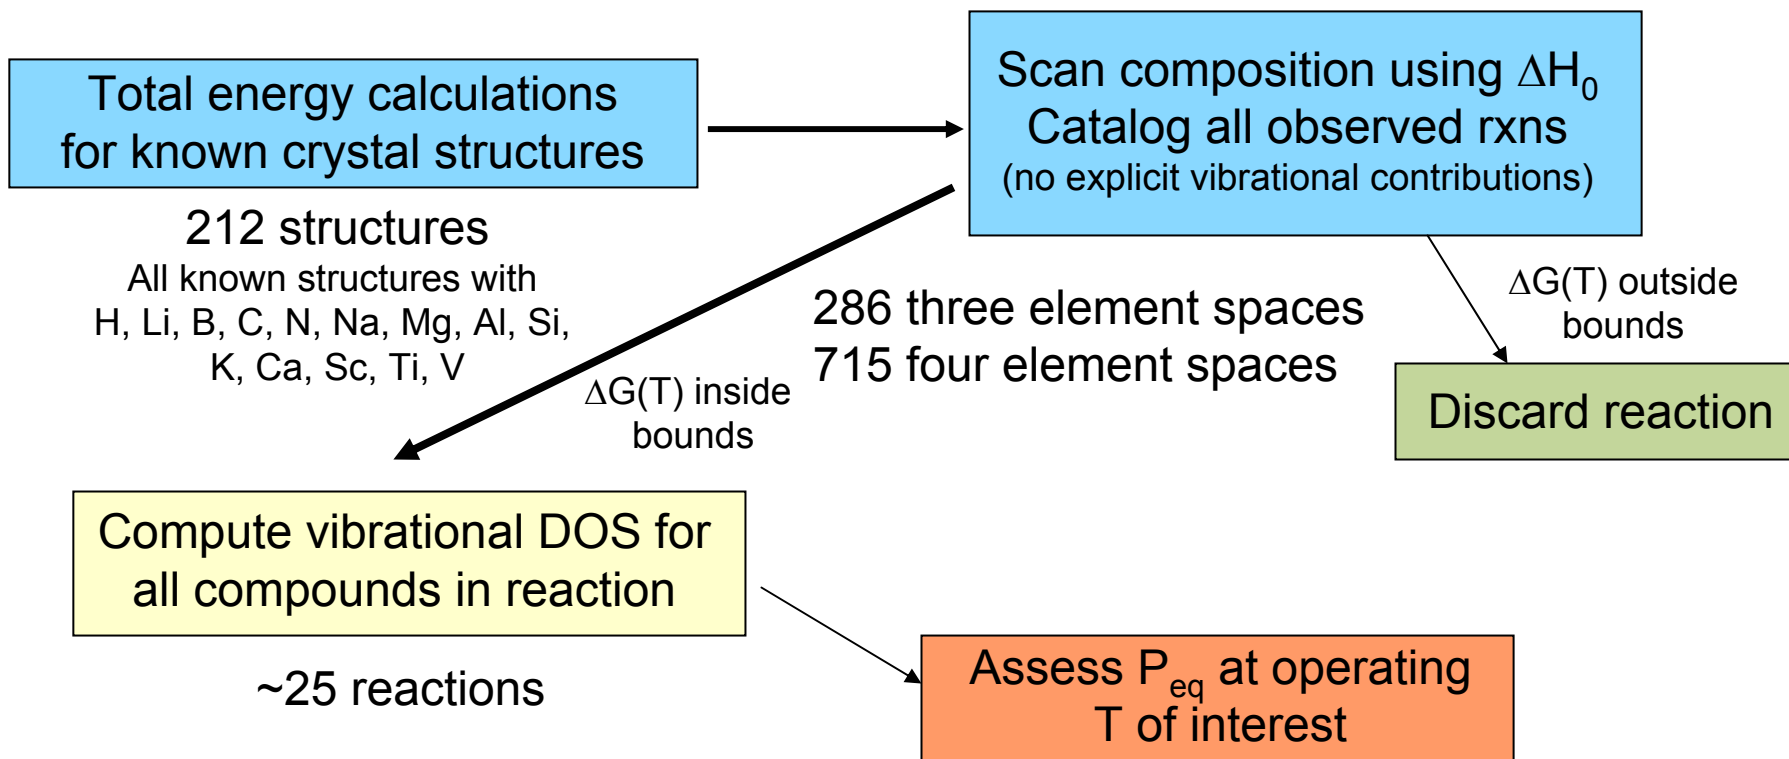 Total energy calculations
for known crystal structures
212 structures
All known structures with
H, Li, B, C, N, Na, Mg, Al, Si,
K, Ca, Sc, Ti, V
Scan composition using ΔH₀
Catalog all observed rxns
(no explicit vibrational contributions)
286 three element spaces
715 four element spaces
ΔG(T) outside
bounds
Discard reaction
ΔG(T) inside
bounds
Compute vibrational DOS for
all compounds in reaction
~25 reactions
Assess Peq at operating
T of interest